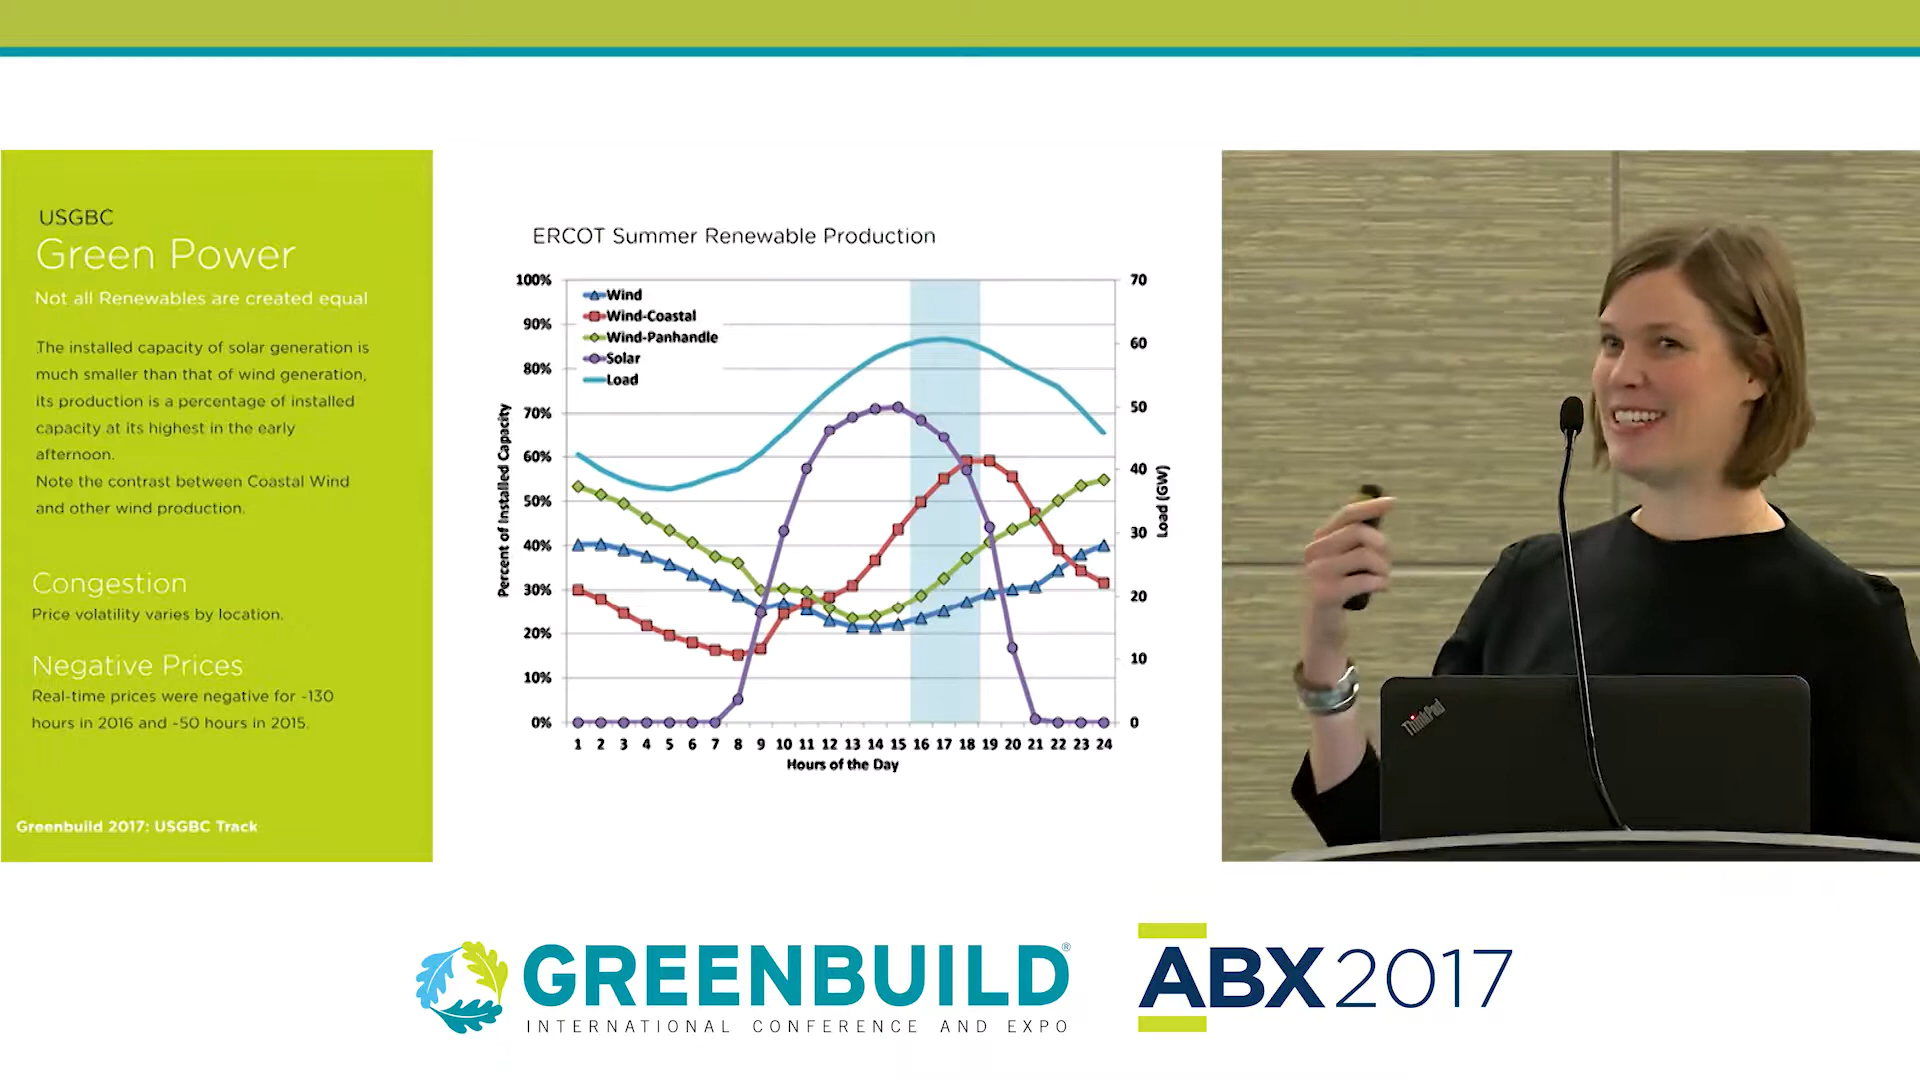 USGBC
Green Power
Not all Renewables are created equal
The installed capacity of solar generation is
much smaller than that of wind generation,
its production is a percentage of installed
capacity at its highest in the early
afternoon.
Note the contrast between Coastal Wind
and other wind production.
Congestion
Price volatility varies by location.
Negative Prices
Real-time prices were negative for ~130
hours in 2016 and ~50 hours in 2015.
Greenbuild 2017: USGBC Track
ERCOT Summer Renewable Production
100%
90%
80%
70%
60%
50%
40%
30%
20%
10%
0%
Percent of Installed Capacity
Wind
Wind-Coastal
Wind-Panhandle
Solar
Load
70
60
50
40
30
20
10
0
Load (GW)
1 2 3 4 5 6 7 8 9 10 11 12 13 14 15 16 17 18 19 20 21 22 23 24
Hours of the Day
ThinkPad
GREENBUILD®
INTERNATIONAL CONFERENCE AND EXPO
ABX2017